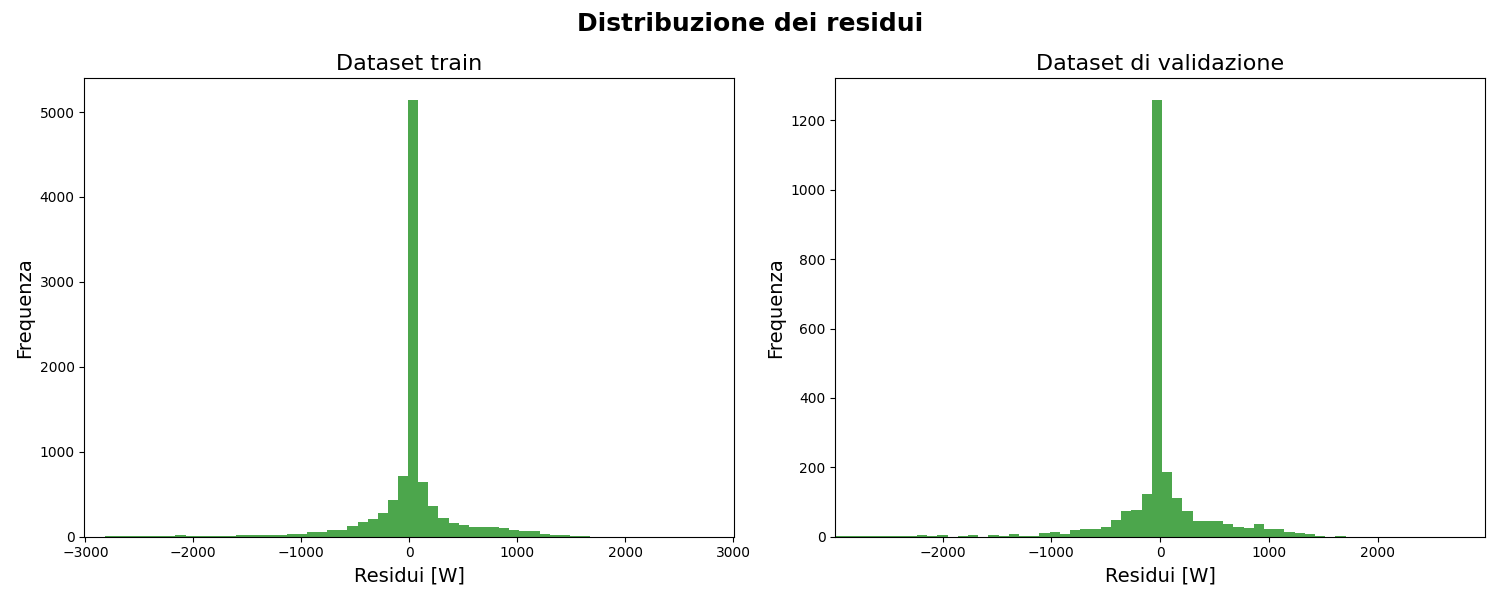 Distribuzione dei residui
Dataset train
Dataset di validazione
Frequenza
5000
4000
3000
2000
1000
0
−3000 −2000 −1000 0 1000 2000 3000
Residui [W]
Frequenza
1200
1000
800
600
400
200
0
−2000 −1000 0 1000 2000
Residui [W]